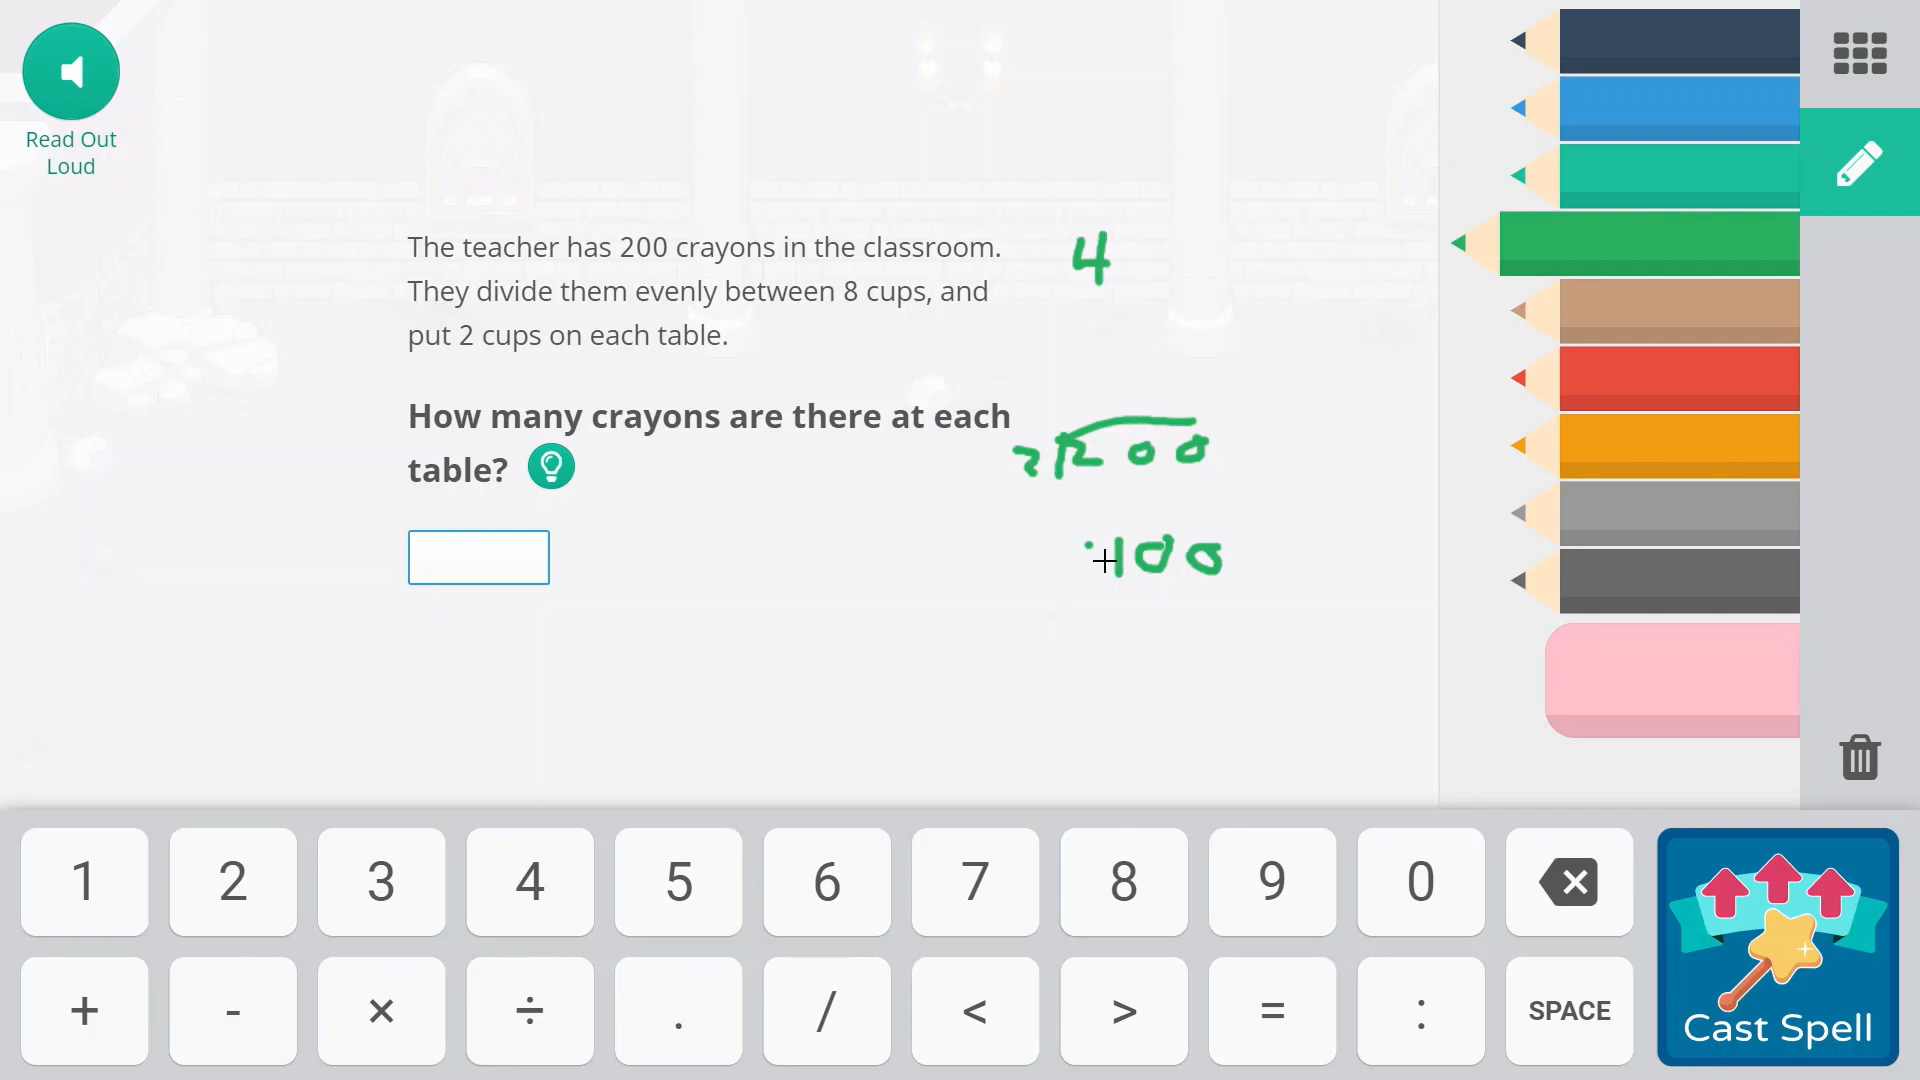 Read Out
Loud
The teacher has 200 crayons in the classroom.
They divide them evenly between 8 cups, and
put 2 cups on each table.
4
How many crayons are there at each
table?
2 200
100
1 2 3 4 5 6 7 8 9 0
+ - × ÷ . / < > = : SPACE
Cast Spell